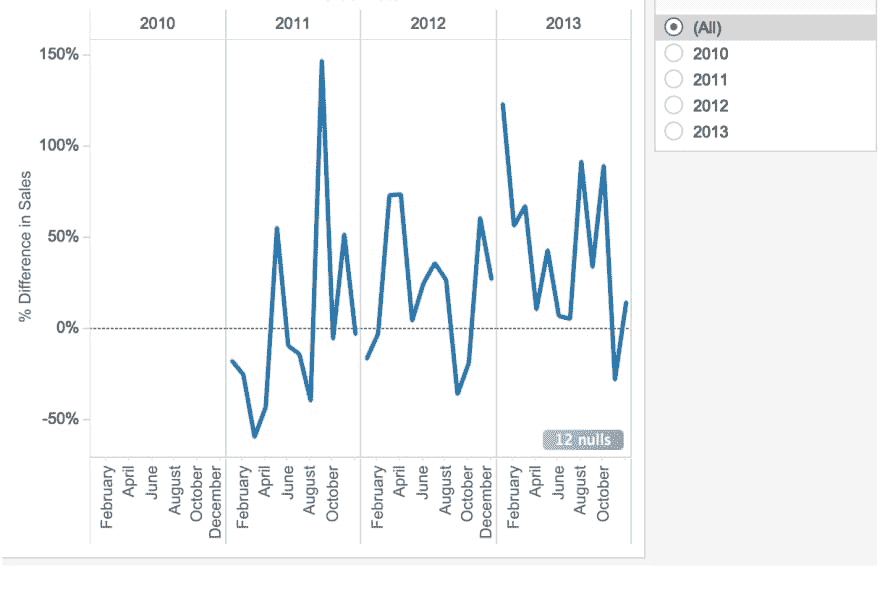 2010 2011 2012 2013
150%
100%
50%
0%
-50%
% Difference in Sales
12 nulls
February April June August October December February April June August October February April June August October December February April June August October
(All)
2010
2011
2012
2013